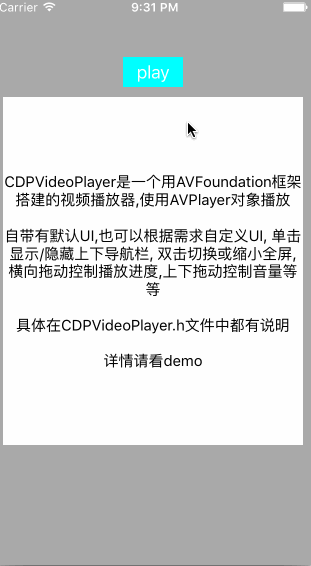 Carrier 9:31 PM
play
CDPVideoPlayer是一个用AVFoundation框架
搭建的视频播放器,使用AVPlayer对象播放
自带有默认UI,也可以根据需求自定义UI, 单击
显示/隐藏上下导航栏, 双击切换或缩小全屏,
横向拖动控制播放进度,上下拖动控制音量等
等
具体在CDPVideoPlayer.h文件中都有说明
详情请看demo